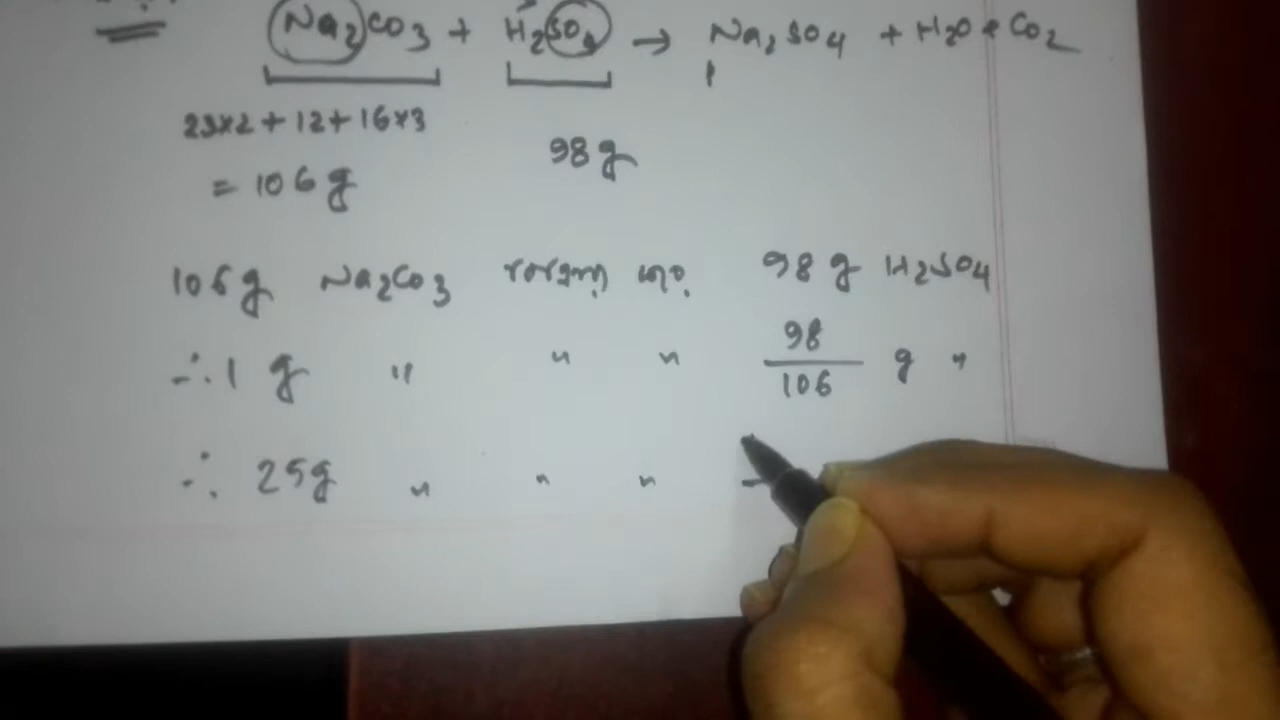 Na₂CO₃ + H₂SO₄ → Na₂SO₄ + H₂O + CO₂
23×2 + 12 + 16×3
98 g
= 106 g
106 g Na₂CO₃ 98 g H₂SO₄
∴ 1 g " " " 98/106 g "
∴ 25g " " "